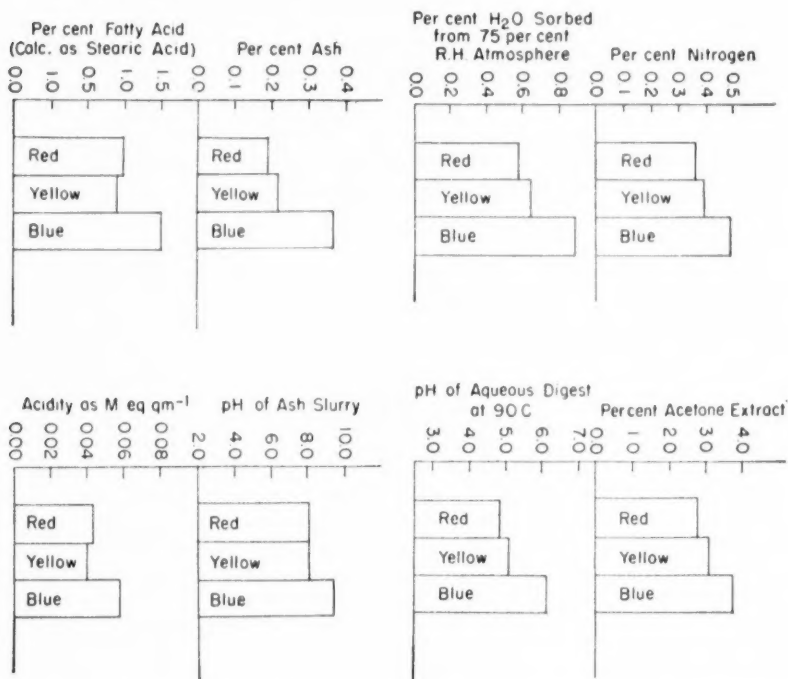 Per cent Fatty Acid
(Calc. as Stearic Acid)
0.0 1.0 0.5 1.0 1.5
Red
Yellow
Blue
Per cent Ash
0.0 0.1 0.2 0.3 0.4
Red
Yellow
Blue
Per cent H₂O Sorbed
from 75 per cent
R.H. Atmosphere
0.0 0.2 0.4 0.6 0.8
Red
Yellow
Blue
Per cent Nitrogen
0.0 0.1 0.2 0.3 0.4 0.5
Red
Yellow
Blue
Acidity as M eq qm⁻¹
0.00 0.02 0.04 0.06 0.08
Red
Yellow
Blue
pH of Ash Slurry
2.0 4.0 6.0 8.0 10.0
Red
Yellow
Blue
pH of Aqueous Digest
at 90 C
3.0 4.0 5.0 6.0 7.0
Red
Yellow
Blue
Percent Acetone Extract
0.0 1.0 2.0 3.0 4.0
Red
Yellow
Blue